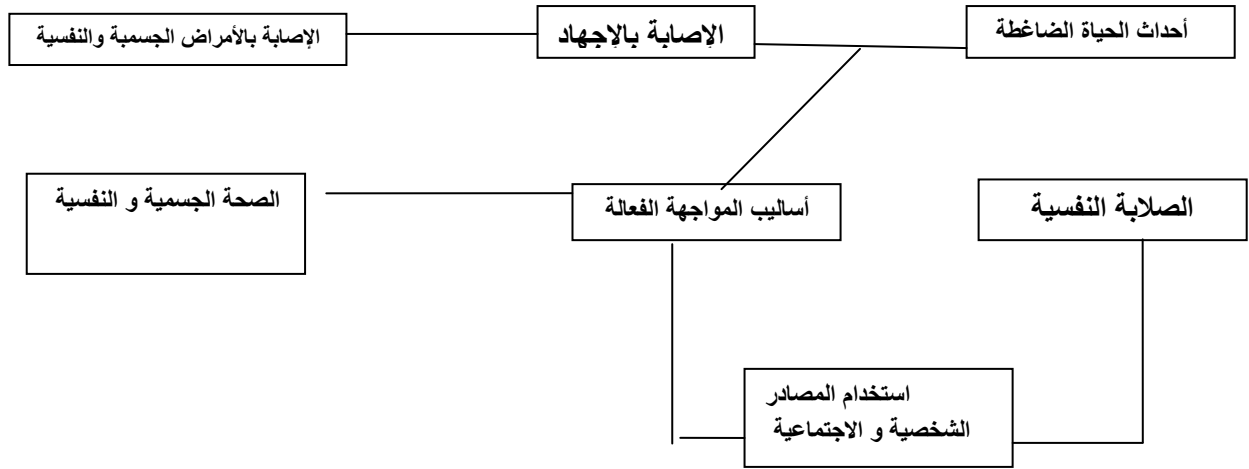 أحداث الحياة الضاغطة
الإصابة بالإجهاد
الإصابة بالأمراض الجسمبة والنفسية
الصلابة النفسية
أساليب المواجهة الفعالة
الصحة الجسمية و النفسية
استخدام المصادر
الشخصية و الاجتماعية